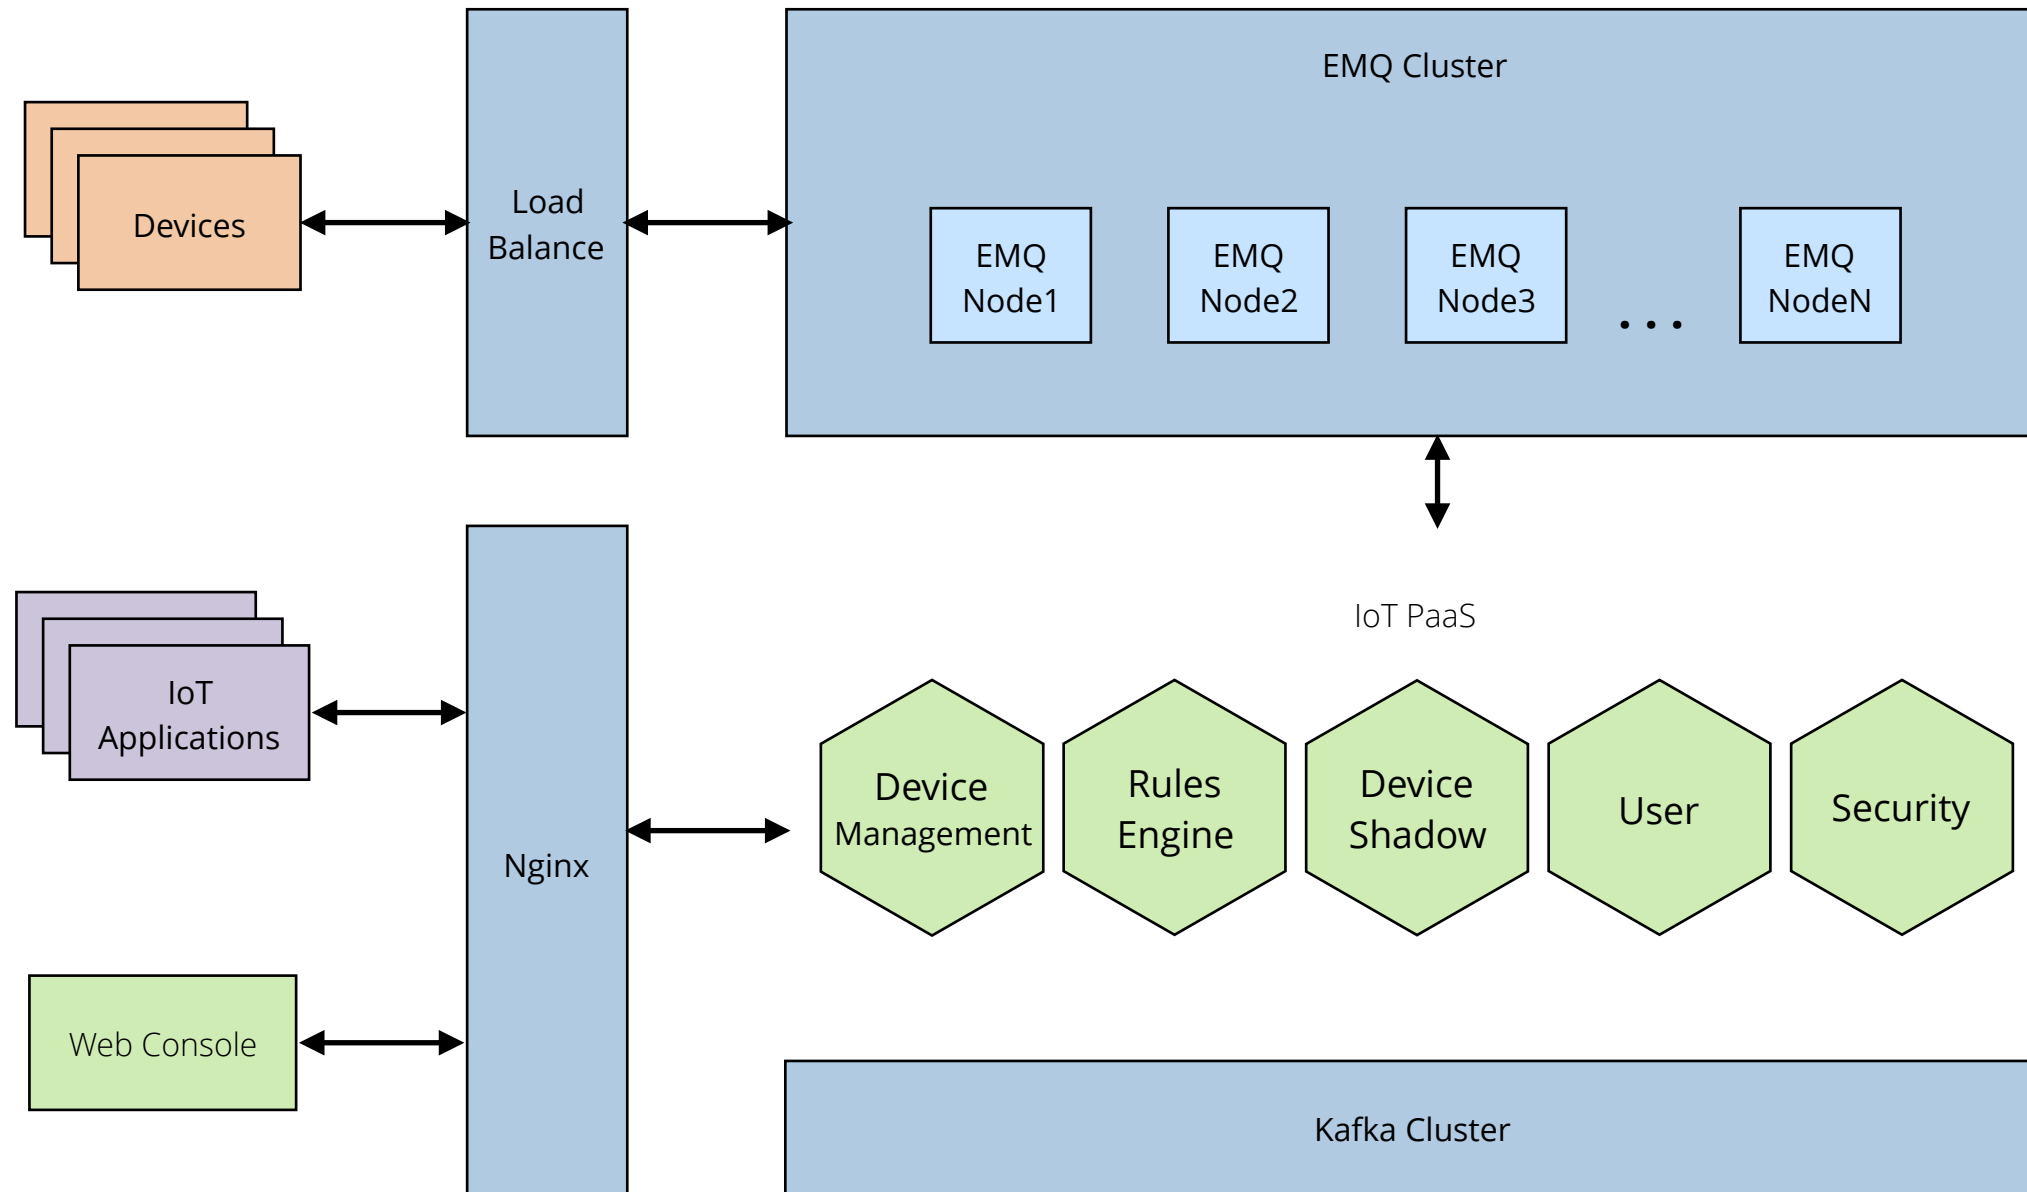 EMQ Cluster
Devices
Load
Balance
EMQ
Node1
EMQ
Node2
EMQ
Node3
...
EMQ
NodeN
IoT PaaS
IoT
Applications
Nginx
Device
Management
Rules
Engine
Device
Shadow
User
Security
Web Console
Kafka Cluster